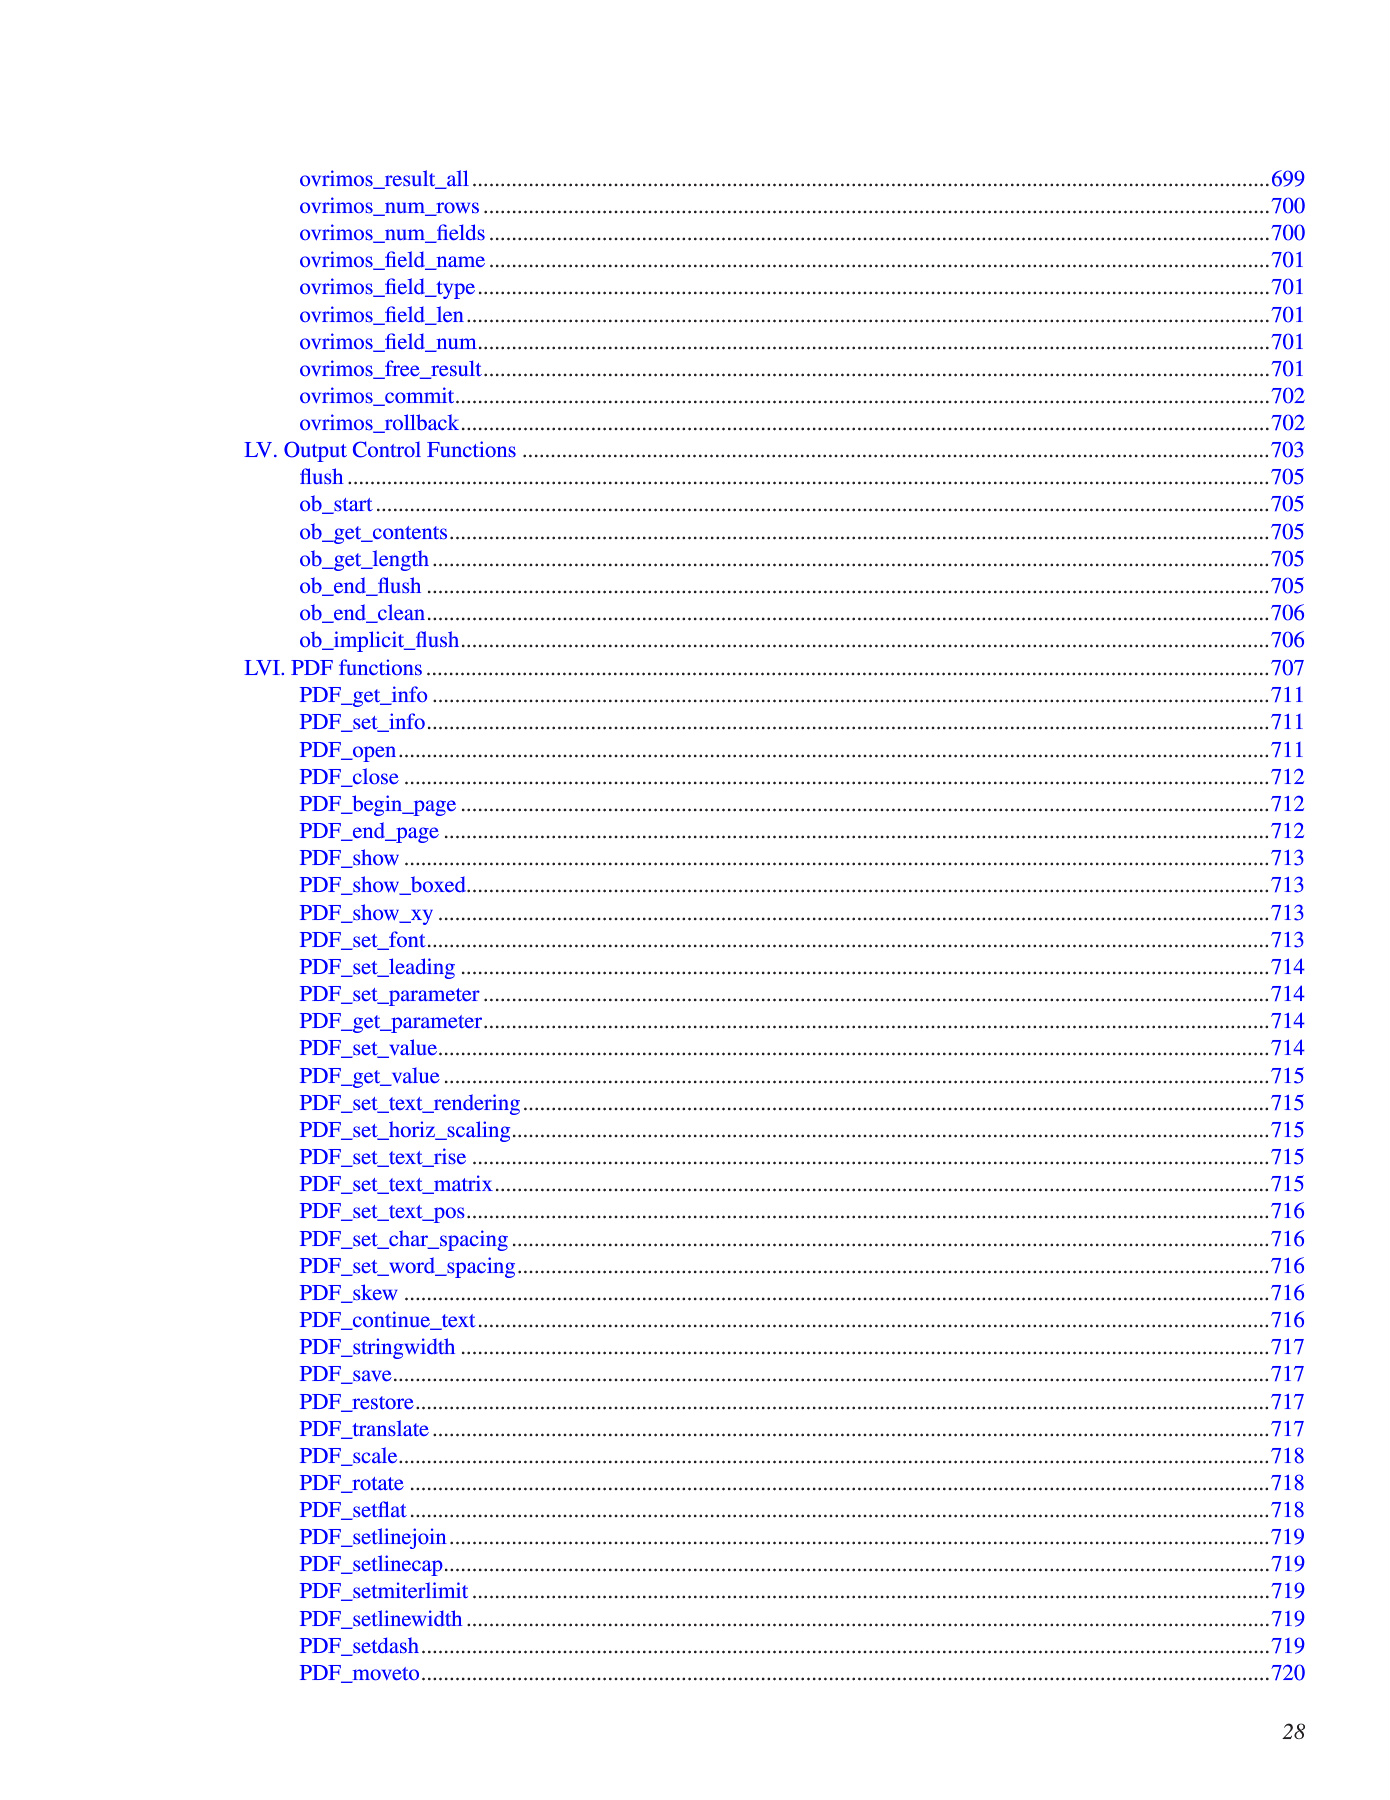 ovrimos_result_all 699
ovrimos_num_rows 700
ovrimos_num_fields 700
ovrimos_field_name 701
ovrimos_field_type 701
ovrimos_field_len 701
ovrimos_field_num 701
ovrimos_free_result 701
ovrimos_commit 702
ovrimos_rollback 702
LV. Output Control Functions 703
flush 705
ob_start 705
ob_get_contents 705
ob_get_length 705
ob_end_flush 705
ob_end_clean 706
ob_implicit_flush 706
LVI. PDF functions 707
PDF_get_info 711
PDF_set_info 711
PDF_open 711
PDF_close 712
PDF_begin_page 712
PDF_end_page 712
PDF_show 713
PDF_show_boxed 713
PDF_show_xy 713
PDF_set_font 713
PDF_set_leading 714
PDF_set_parameter 714
PDF_get_parameter 714
PDF_set_value 714
PDF_get_value 715
PDF_set_text_rendering 715
PDF_set_horiz_scaling 715
PDF_set_text_rise 715
PDF_set_text_matrix 715
PDF_set_text_pos 716
PDF_set_char_spacing 716
PDF_set_word_spacing 716
PDF_skew 716
PDF_continue_text 716
PDF_stringwidth 717
PDF_save 717
PDF_restore 717
PDF_translate 717
PDF_scale 718
PDF_rotate 718
PDF_setflat 718
PDF_setlinejoin 719
PDF_setlinecap 719
PDF_setmiterlimit 719
PDF_setlinewidth 719
PDF_setdash 719
PDF_moveto 720
28